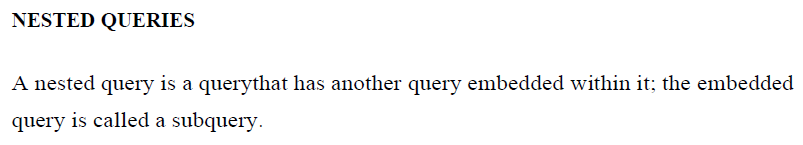 NESTED QUERIES
A nested query is a querythat has another query embedded within it; the embedded
query is called a subquery.